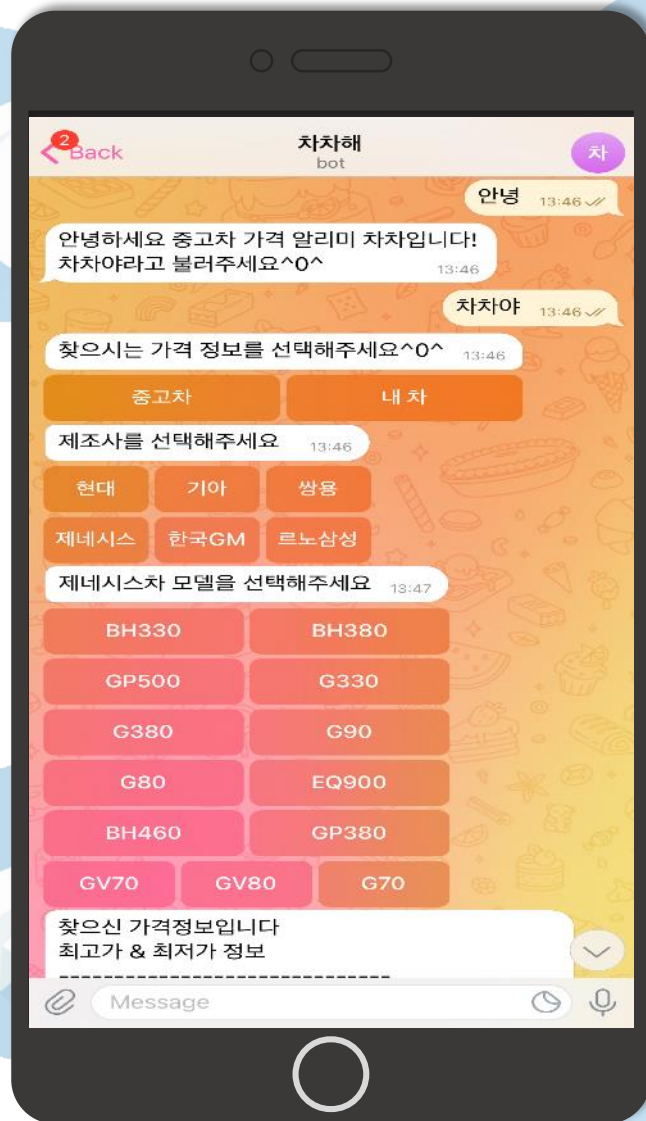 2
Back
차차해
bot
차
안녕 13:46
안녕하세요 중고차 가격 알리미 차차입니다!
차차야라고 불러주세요^0^ 13:46
차차야 13:46
찾으시는 가격 정보를 선택해주세요^0^ 13:46
중고차 내 차
제조사를 선택해주세요 13:46
현대 기아 쌍용
제네시스 한국GM 르노삼성
제네시스차 모델을 선택해주세요 13:47
BH330 BH380
GP500 G330
G380 G90
G80 EQ900
BH460 GP380
GV70 GV80 G70
찾으신 가격정보입니다
최고가 & 최저가 정보
------------------------------
Message